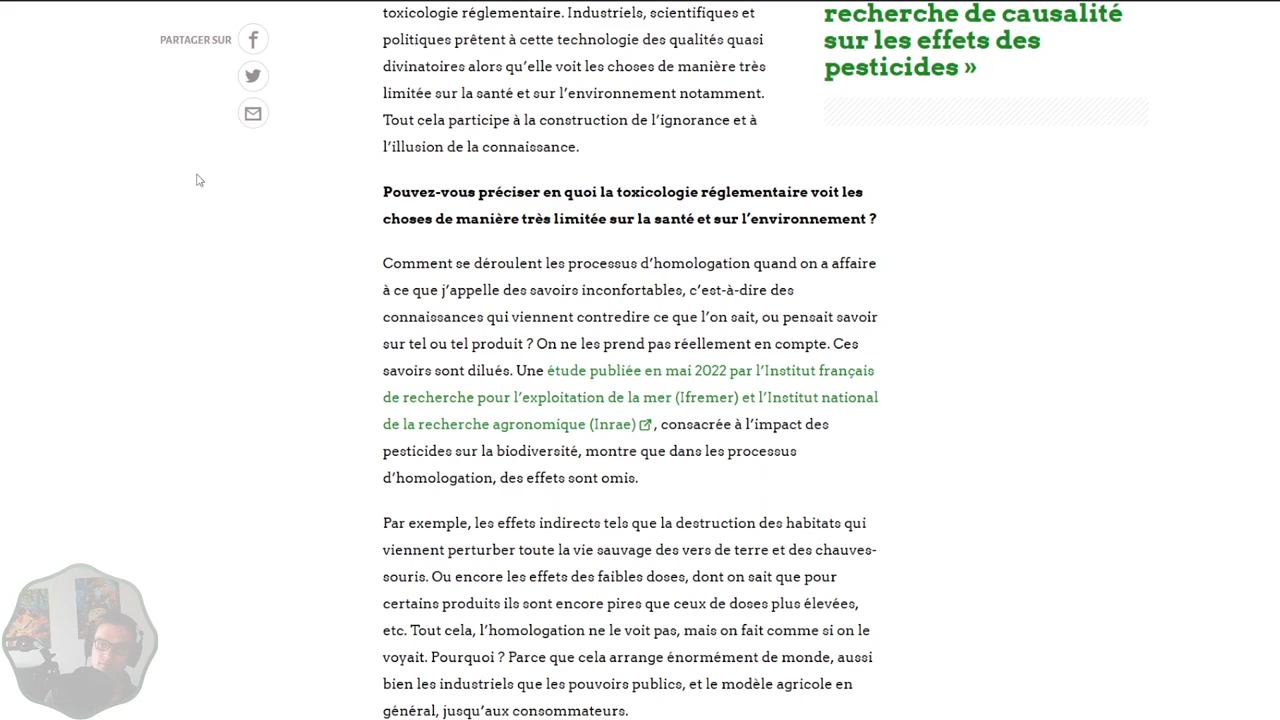 toxicologie réglementaire. Industriels, scientifiques et
politiques prêtent à cette technologie des qualités quasi
divinatoires alors qu’elle voit les choses de manière très
limitée sur la santé et sur l’environnement notamment.
Tout cela participe à la construction de l’ignorance et à
l’illusion de la connaissance.
recherche de causalité
sur les effets des
pesticides »
PARTAGER SUR
Pouvez-vous préciser en quoi la toxicologie réglementaire voit les
choses de manière très limitée sur la santé et sur l’environnement ?
Comment se déroulent les processus d’homologation quand on a affaire
à ce que j’appelle des savoirs inconfortables, c’est-à-dire des
connaissances qui viennent contredire ce que l’on sait, ou pensait savoir
sur tel ou tel produit ? On ne les prend pas réellement en compte. Ces
savoirs sont dilués. Une étude publiée en mai 2022 par l’Institut français
de recherche pour l’exploitation de la mer (Ifremer) et l’Institut national
de la recherche agronomique (Inrae), consacrée à l’impact des
pesticides sur la biodiversité, montre que dans les processus
d’homologation, des effets sont omis.
Par exemple, les effets indirects tels que la destruction des habitats qui
viennent perturber toute la vie sauvage des vers de terre et des chauves-
souris. Ou encore les effets des faibles doses, dont on sait que pour
certains produits ils sont encore pires que ceux de doses plus élevées,
etc. Tout cela, l’homologation ne le voit pas, mais on fait comme si on le
voyait. Pourquoi ? Parce que cela arrange énormément de monde, aussi
bien les industriels que les pouvoirs publics, et le modèle agricole en
général, jusqu’aux consommateurs.